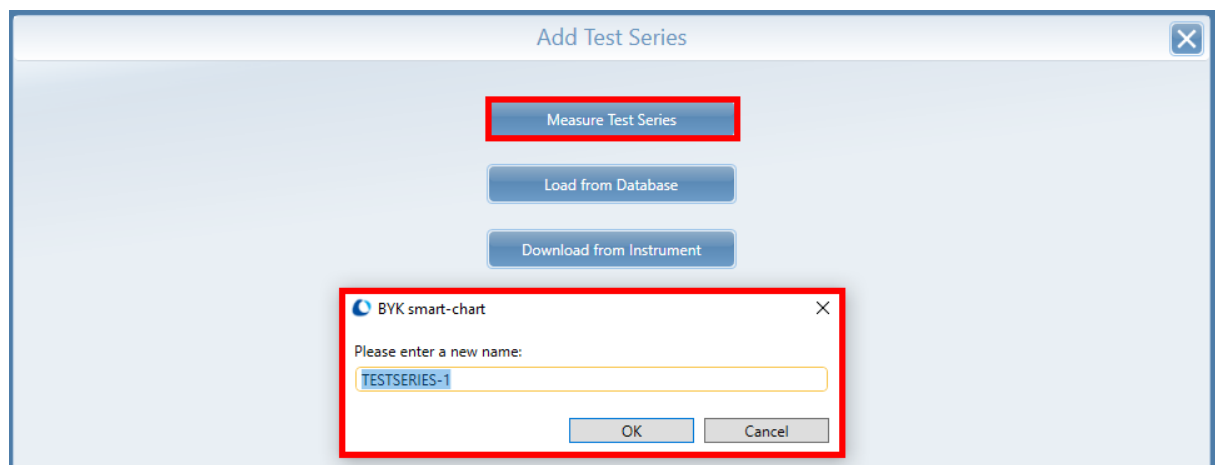 Add Test Series
Measure Test Series
Load from Database
Download from Instrument
BYK smart-chart
Please enter a new name:
TESTSERIES-1
OK Cancel